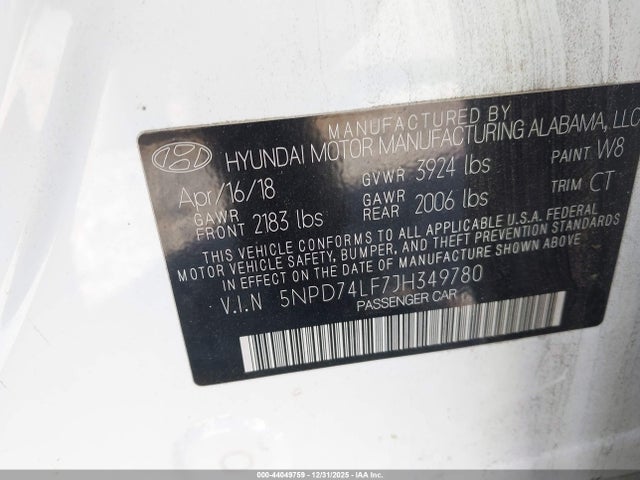 MANUFACTURED BY
HYUNDAI MOTOR MANUFACTURING ALABAMA, LLC
Apr/16/18 GVWR 3924 lbs PAINT W8
GAWR FRONT 2183 lbs GAWR REAR 2006 lbs TRIM CT
THIS VEHICLE CONFORMS TO ALL APPLICABLE U.S.A. FEDERAL
MOTOR VEHICLE SAFETY, BUMPER, AND THEFT PREVENTION STANDARDS
IN EFFECT ON THE DATE OF MANUFACTURE SHOWN ABOVE
V.I.N 5NPD74LF7JH349780
PASSENGER CAR
000-44049759 - 12/31/2025 - IAAI.COM